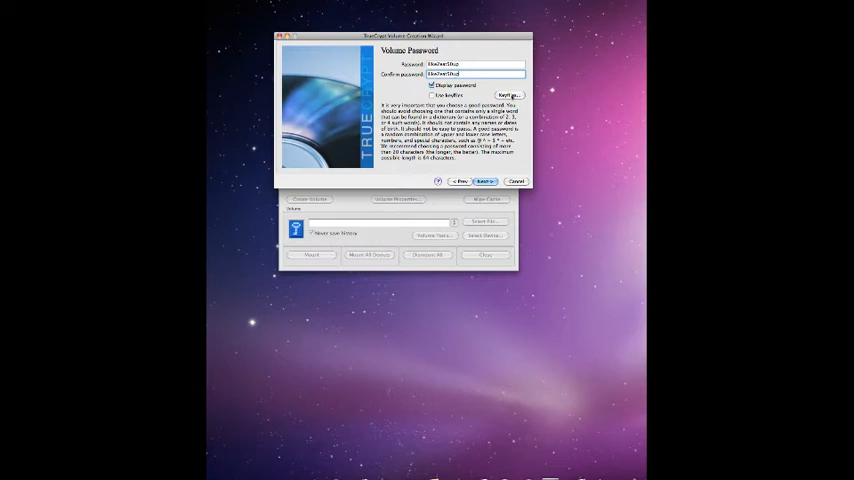 TrueCrypt Volume Creation Wizard
Volume Password
Password: Ilike2eatS0up
Confirm password: Ilike2eatS0up
Display password
Use keyfiles
KeyFiles...
It is very important that you choose a good password. You
should avoid choosing one that contains only a single word
that can be found in a dictionary (or a combination of 2, 3,
or 4 such words). It should not contain any names or dates
of birth. It should not be easy to guess. A good password is
a random combination of upper and lower case letters,
numbers, and special characters, such as @ ^ = $ * + etc.
We recommend choosing a password consisting of more
than 20 characters (the longer, the better). The maximum
possible length is 64 characters.
TRUECRYPT
?
< Prev
Next >
Cancel
Create Volume
Volume Properties...
Wipe Cache
Volume
Select File...
Never save history
Volume Tools...
Select Device...
Mount
Mount All Devices
Dismount All
Close